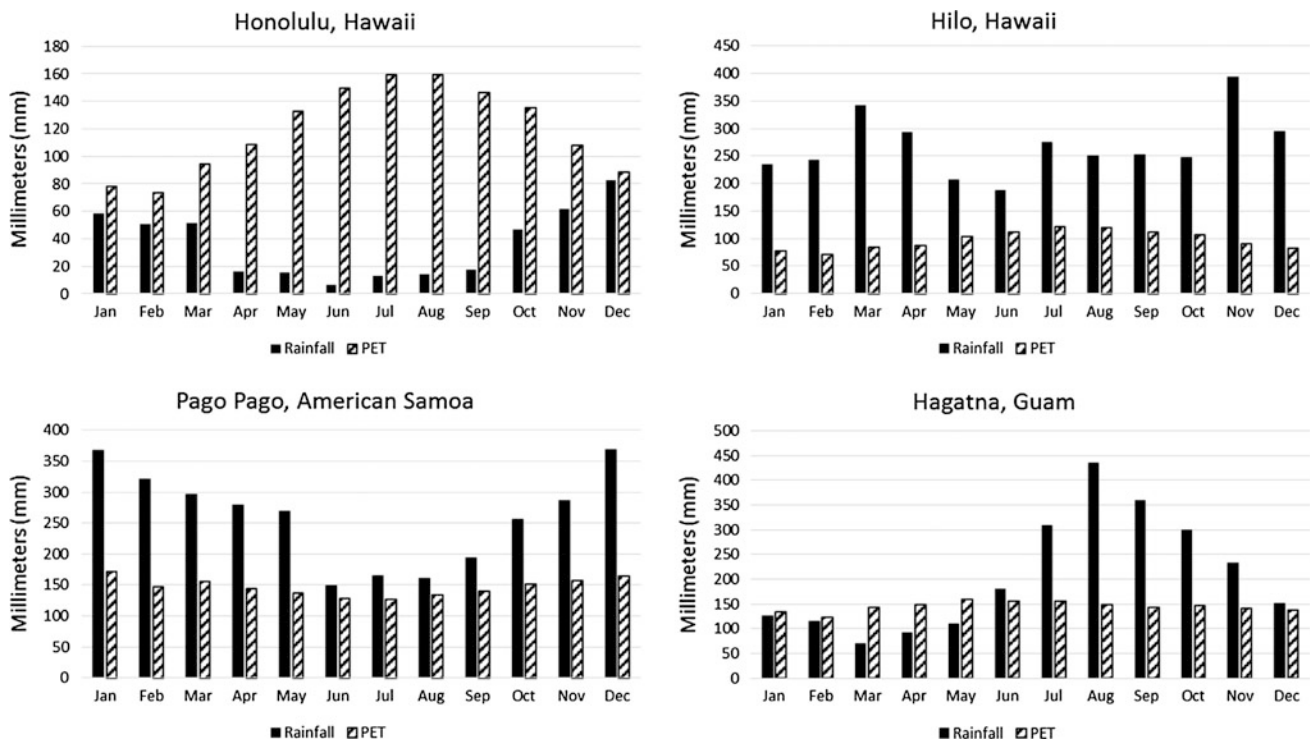 Honolulu, Hawaii
Millimeters (mm)
180
160
140
120
100
80
60
40
20
0
Jan Feb Mar Apr May Jun Jul Aug Sep Oct Nov Dec
Rainfall PET
Hilo, Hawaii
Millimeters (mm)
450
400
350
300
250
200
150
100
50
0
Jan Feb Mar Apr May Jun Jul Aug Sep Oct Nov Dec
Rainfall PET
Pago Pago, American Samoa
Millimeters (mm)
400
350
300
250
200
150
100
50
0
Jan Feb Mar Apr May Jun Jul Aug Sep Oct Nov Dec
Rainfall PET
Hagatna, Guam
Millimeters (mm)
500
450
400
350
300
250
200
150
100
50
0
Jan Feb Mar Apr May Jun Jul Aug Sep Oct Nov Dec
Rainfall PET